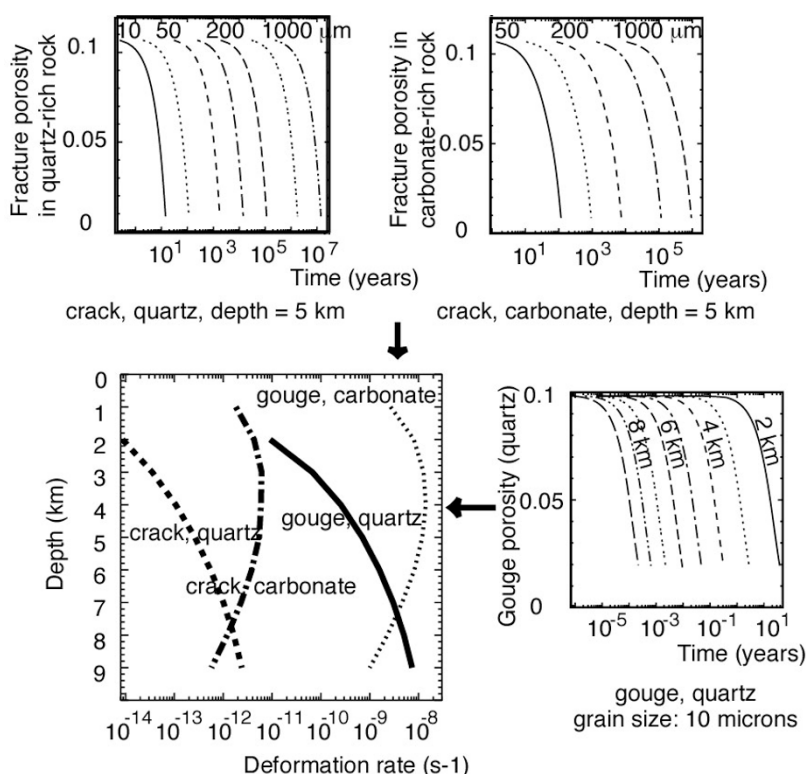 10 50 200 1000 µm
Fracture porosity
in quartz-rich rock
0.1
0.05
0
10^1 10^3 10^5 10^7
Time (years)
crack, quartz, depth = 5 km
50 200 1000 µm
Fracture porosity in
carbonate-rich rock
0.1
0.05
0
10^1 10^3 10^5
Time (years)
crack, carbonate, depth = 5 km
Depth (km)
0
1
2
3
4
5
6
7
8
9
gouge, carbonate
gouge, quartz
crack, quartz
crack, carbonate
10^-14 10^-13 10^-12 10^-11 10^-10 10^-9 10^-8
Deformation rate (s-1)
Gouge porosity (quartz)
0.1
0.05
0
8 km 6 km 4 km 2 km
10^-5 10^-3 10^-1 10^1
Time (years)
gouge, quartz
grain size: 10 microns